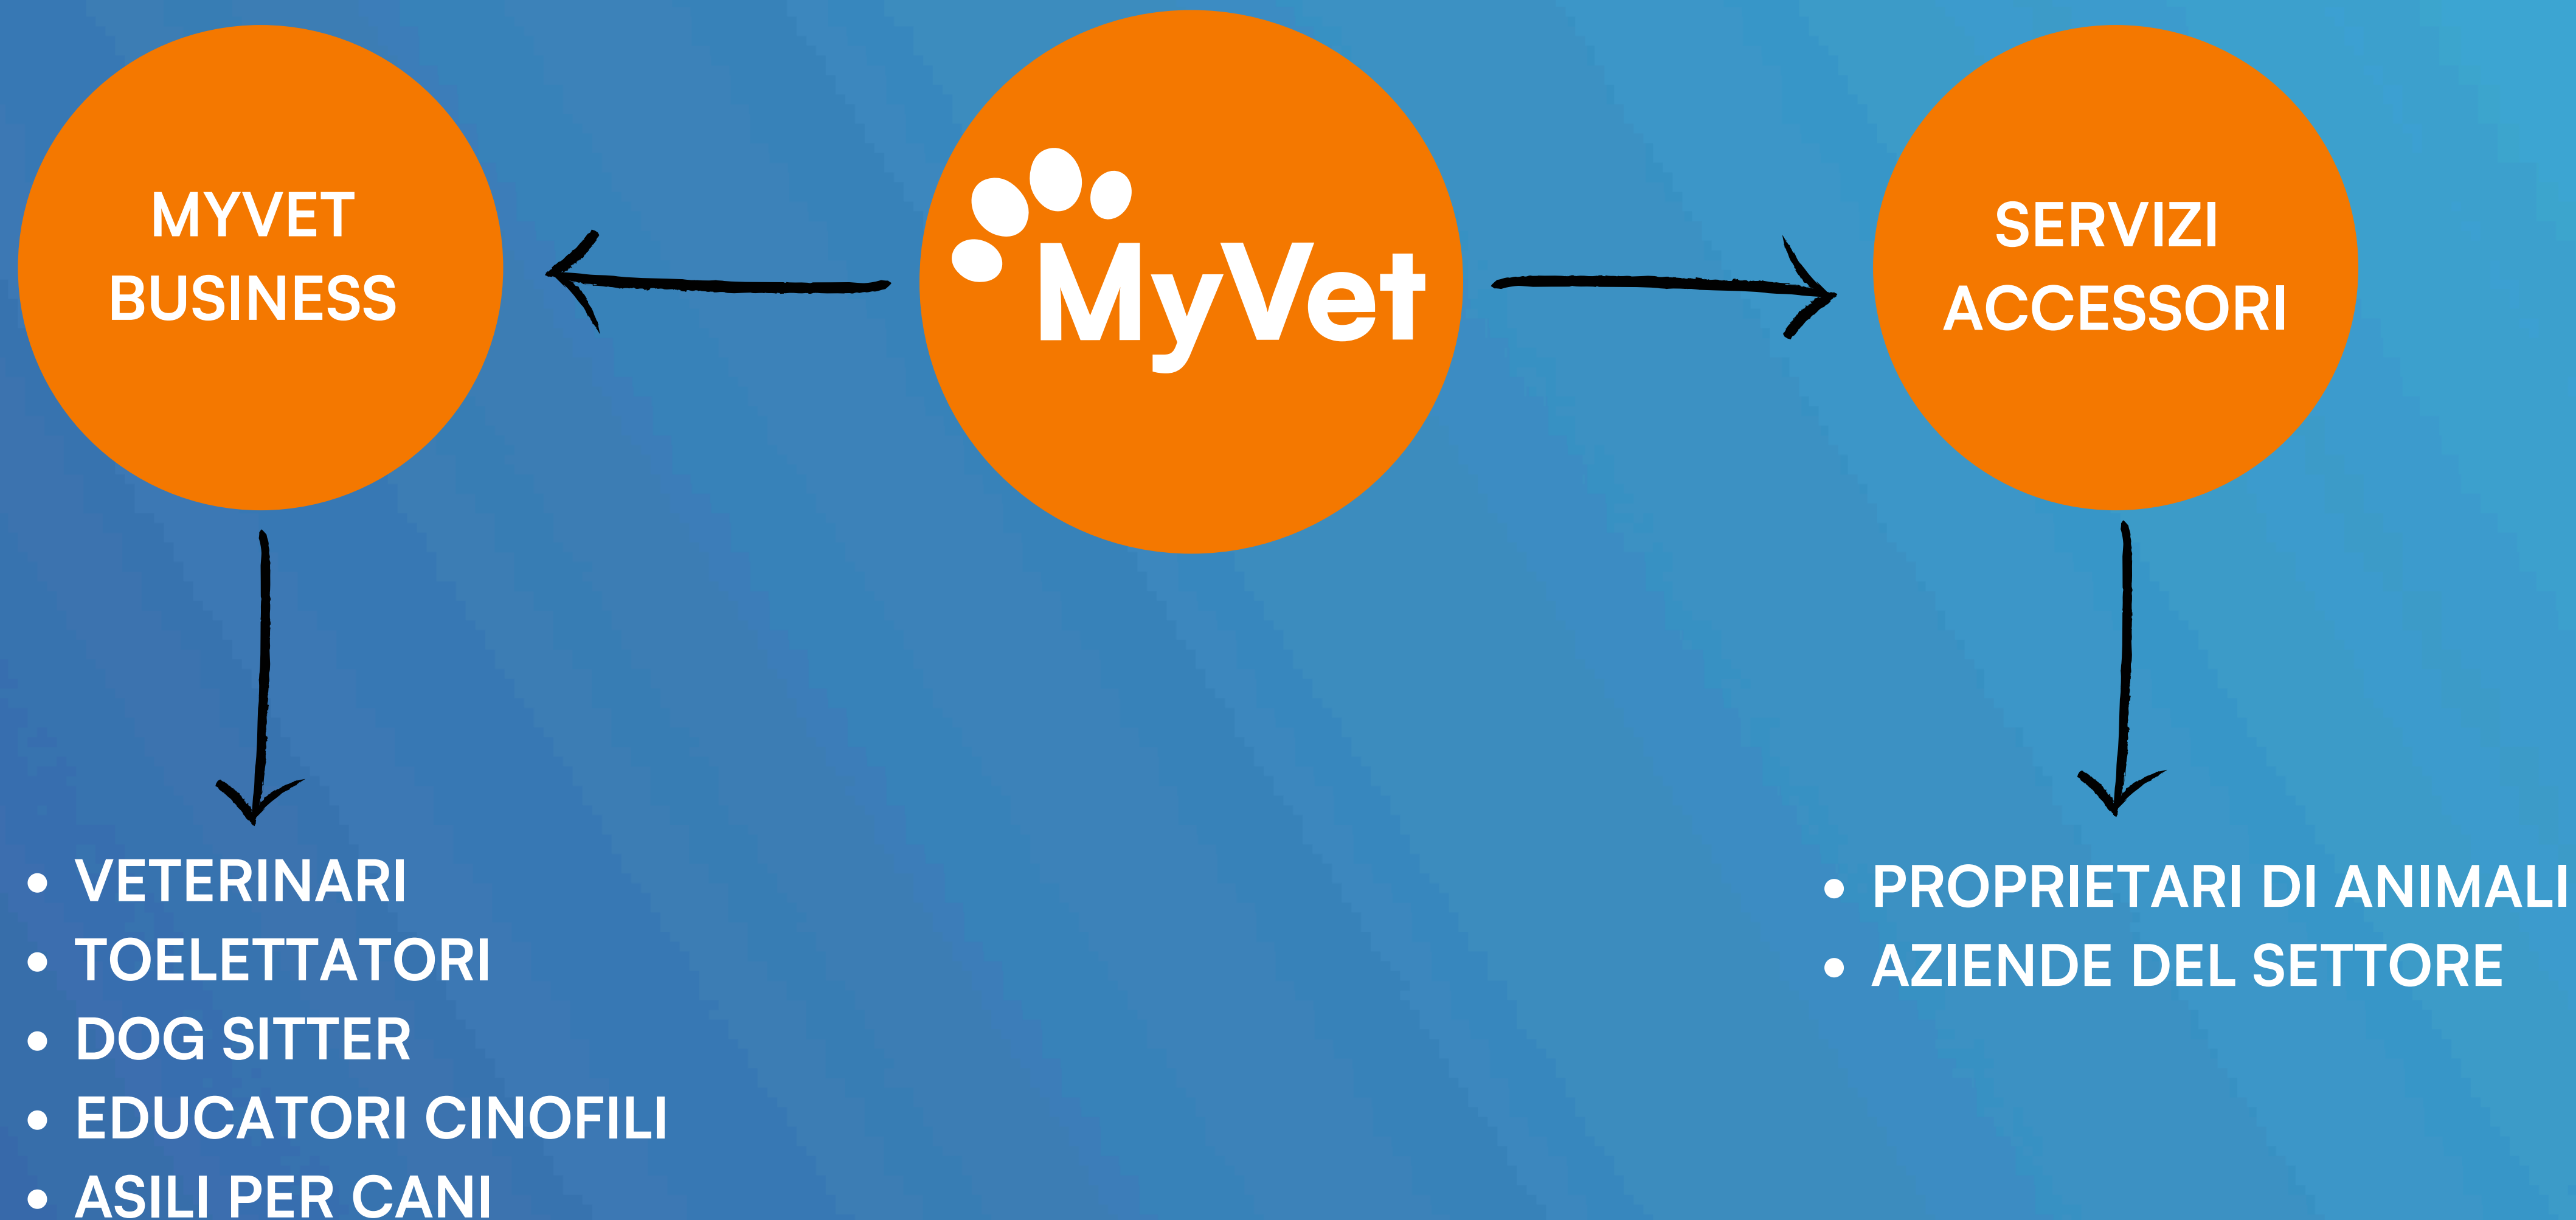 MYVET
BUSINESS
MyVet
SERVIZI
ACCESSORI
• VETERINARI
• TOELETTATORI
• DOG SITTER
• EDUCATORI CINOFILI
• ASILI PER CANI
• PROPRIETARI DI ANIMALI
• AZIENDE DEL SETTORE